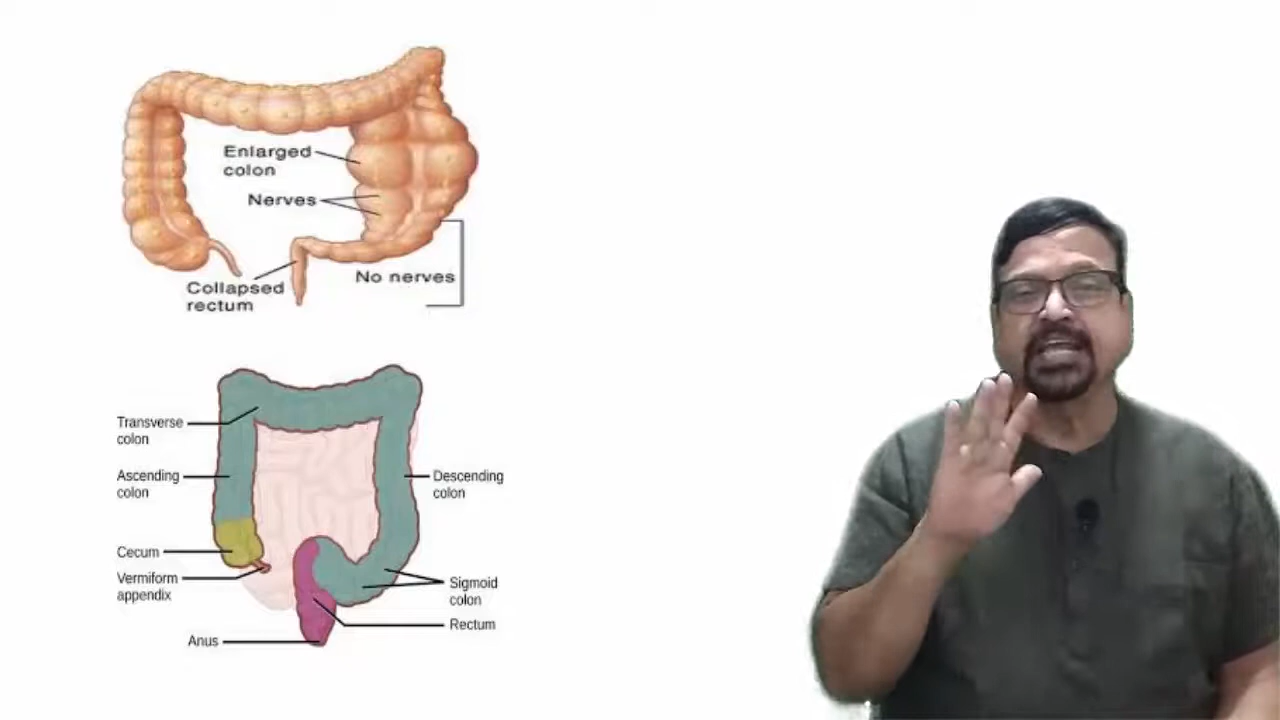 Enlarged
colon
Nerves
No nerves
Collapsed
rectum
Transverse
colon
Ascending
colon
Descending
colon
Cecum
Vermiform
appendix
Sigmoid
colon
Rectum
Anus